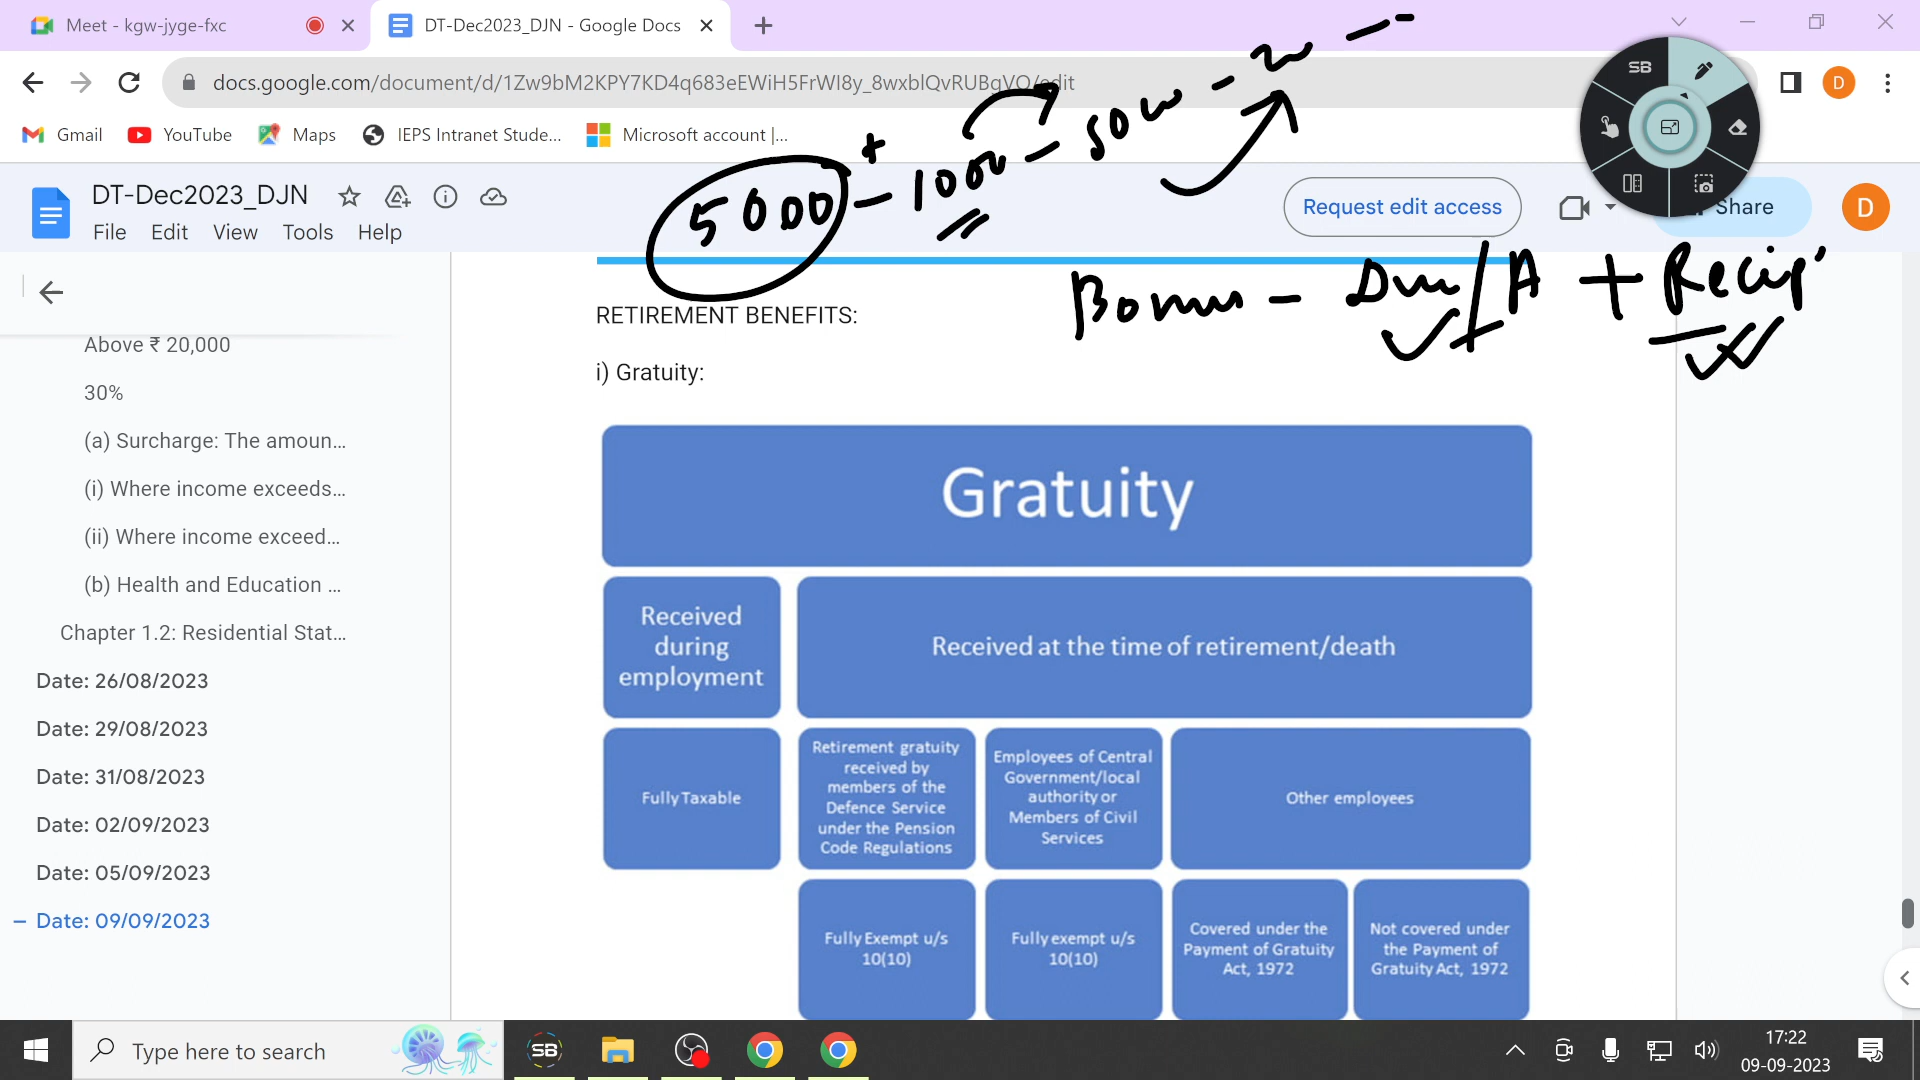 Meet - kgw-jyge-fxc
DT-Dec2023_DJN - Google Docs
docs.google.com/document/d/1Zw9bM2KPY7KD4q683eEWiH5FrWI8y_8wxblQvRUBgVQ/edit
D
Gmail
YouTube
Maps
IEPS Intranet Stude...
Microsoft account |...
SB
DT-Dec2023_DJN
File Edit View Tools Help
Request edit access
Share
D
5000 + - 1000 -
Bonus - Due/A +
Above ₹ 20,000
30%
(a) Surcharge: The amoun...
(i) Where income exceeds...
(ii) Where income exceed...
(b) Health and Education ...
Chapter 1.2: Residential Stat...
Date: 26/08/2023
Date: 29/08/2023
Date: 31/08/2023
Date: 02/09/2023
Date: 05/09/2023
Date: 09/09/2023
RETIREMENT BENEFITS:
i) Gratuity:
Gratuity
Received
during
employment
Received at the time of retirement/death
Fully Taxable
Retirement gratuity
received by
members of the
Defence Service
under the Pension
Code Regulations
Employees of Central
Government/local
authority or
Members of Civil
Services
Other employees
Fully Exempt u/s
10(10)
Fully exempt u/s
10(10)
Covered under the
Payment of Gratuity
Act, 1972
Not covered under
the Payment of
Gratuity Act, 1972
Type here to search
SB
17:22
09-09-2023